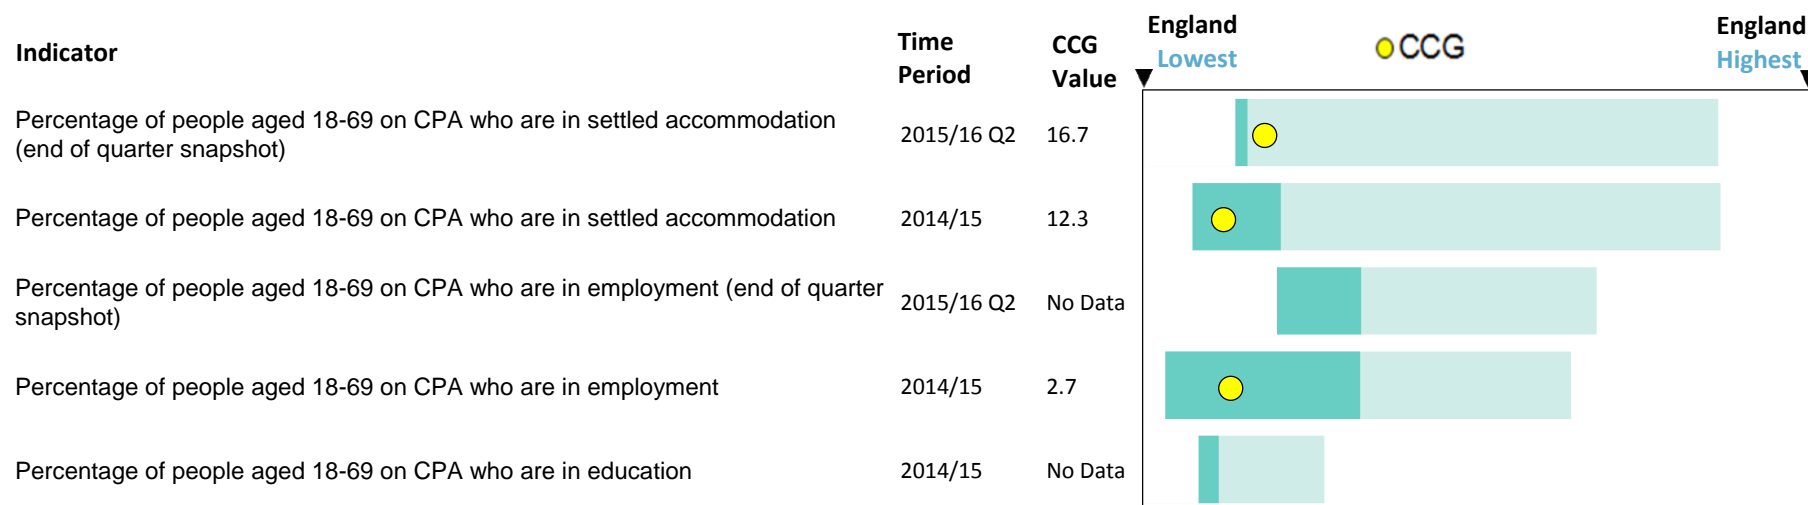 Indicator
Time
Period
CCG
Value
England
Lowest
CCG
England
Highest
Percentage of people aged 18-69 on CPA who are in settled accommodation
(end of quarter snapshot)
2015/16 Q2
16.7
Percentage of people aged 18-69 on CPA who are in settled accommodation
2014/15
12.3
Percentage of people aged 18-69 on CPA who are in employment (end of quarter
snapshot)
2015/16 Q2
No Data
Percentage of people aged 18-69 on CPA who are in employment
2014/15
2.7
Percentage of people aged 18-69 on CPA who are in education
2014/15
No Data